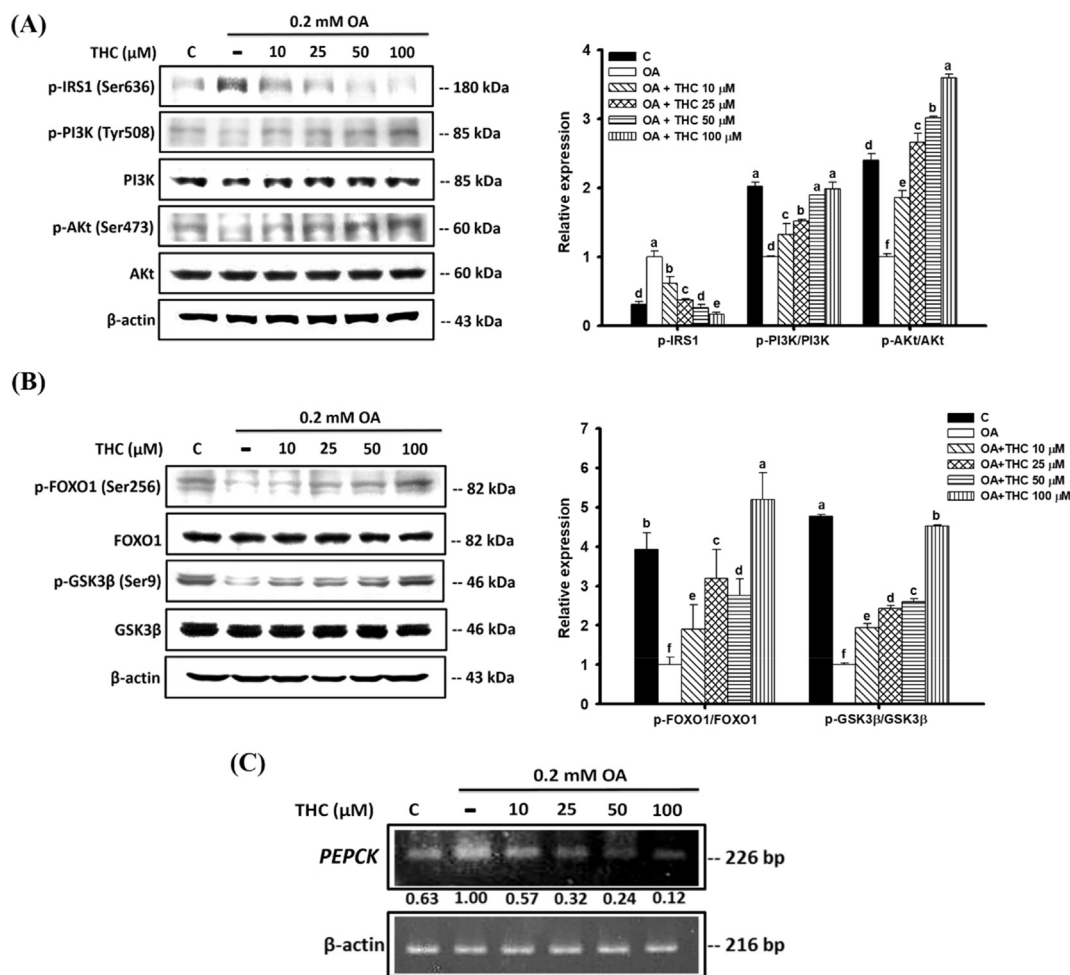 (A)
0.2 mM OA
THC (μM) C – 10 25 50 100
p-IRS1 (Ser636) -- 180 kDa
p-PI3K (Tyr508) -- 85 kDa
PI3K -- 85 kDa
p-AKt (Ser473) -- 60 kDa
AKt -- 60 kDa
β-actin -- 43 kDa
C
OA
OA + THC 10 μM
OA + THC 25 μM
OA + THC 50 μM
OA + THC 100 μM
Relative expression
4
3
2
1
0
d a b c d e
a d c b a a
d f e c b a
p-IRS1 p-PI3K/PI3K p-AKt/AKt
(B)
0.2 mM OA
THC (μM) C – 10 25 50 100
p-FOXO1 (Ser256) -- 82 kDa
FOXO1 -- 82 kDa
p-GSK3β (Ser9) -- 46 kDa
GSK3β -- 46 kDa
β-actin -- 43 kDa
C
OA
OA+THC 10 μM
OA+THC 25 μM
OA+THC 50 μM
OA+THC 100 μM
Relative expression
7
6
5
4
3
2
1
0
b f e c d a
a f e d c b
p-FOXO1/FOXO1 p-GSK3β/GSK3β
(C)
0.2 mM OA
THC (μM) C – 10 25 50 100
PEPCK -- 226 bp
0.63 1.00 0.57 0.32 0.24 0.12
β-actin -- 216 bp